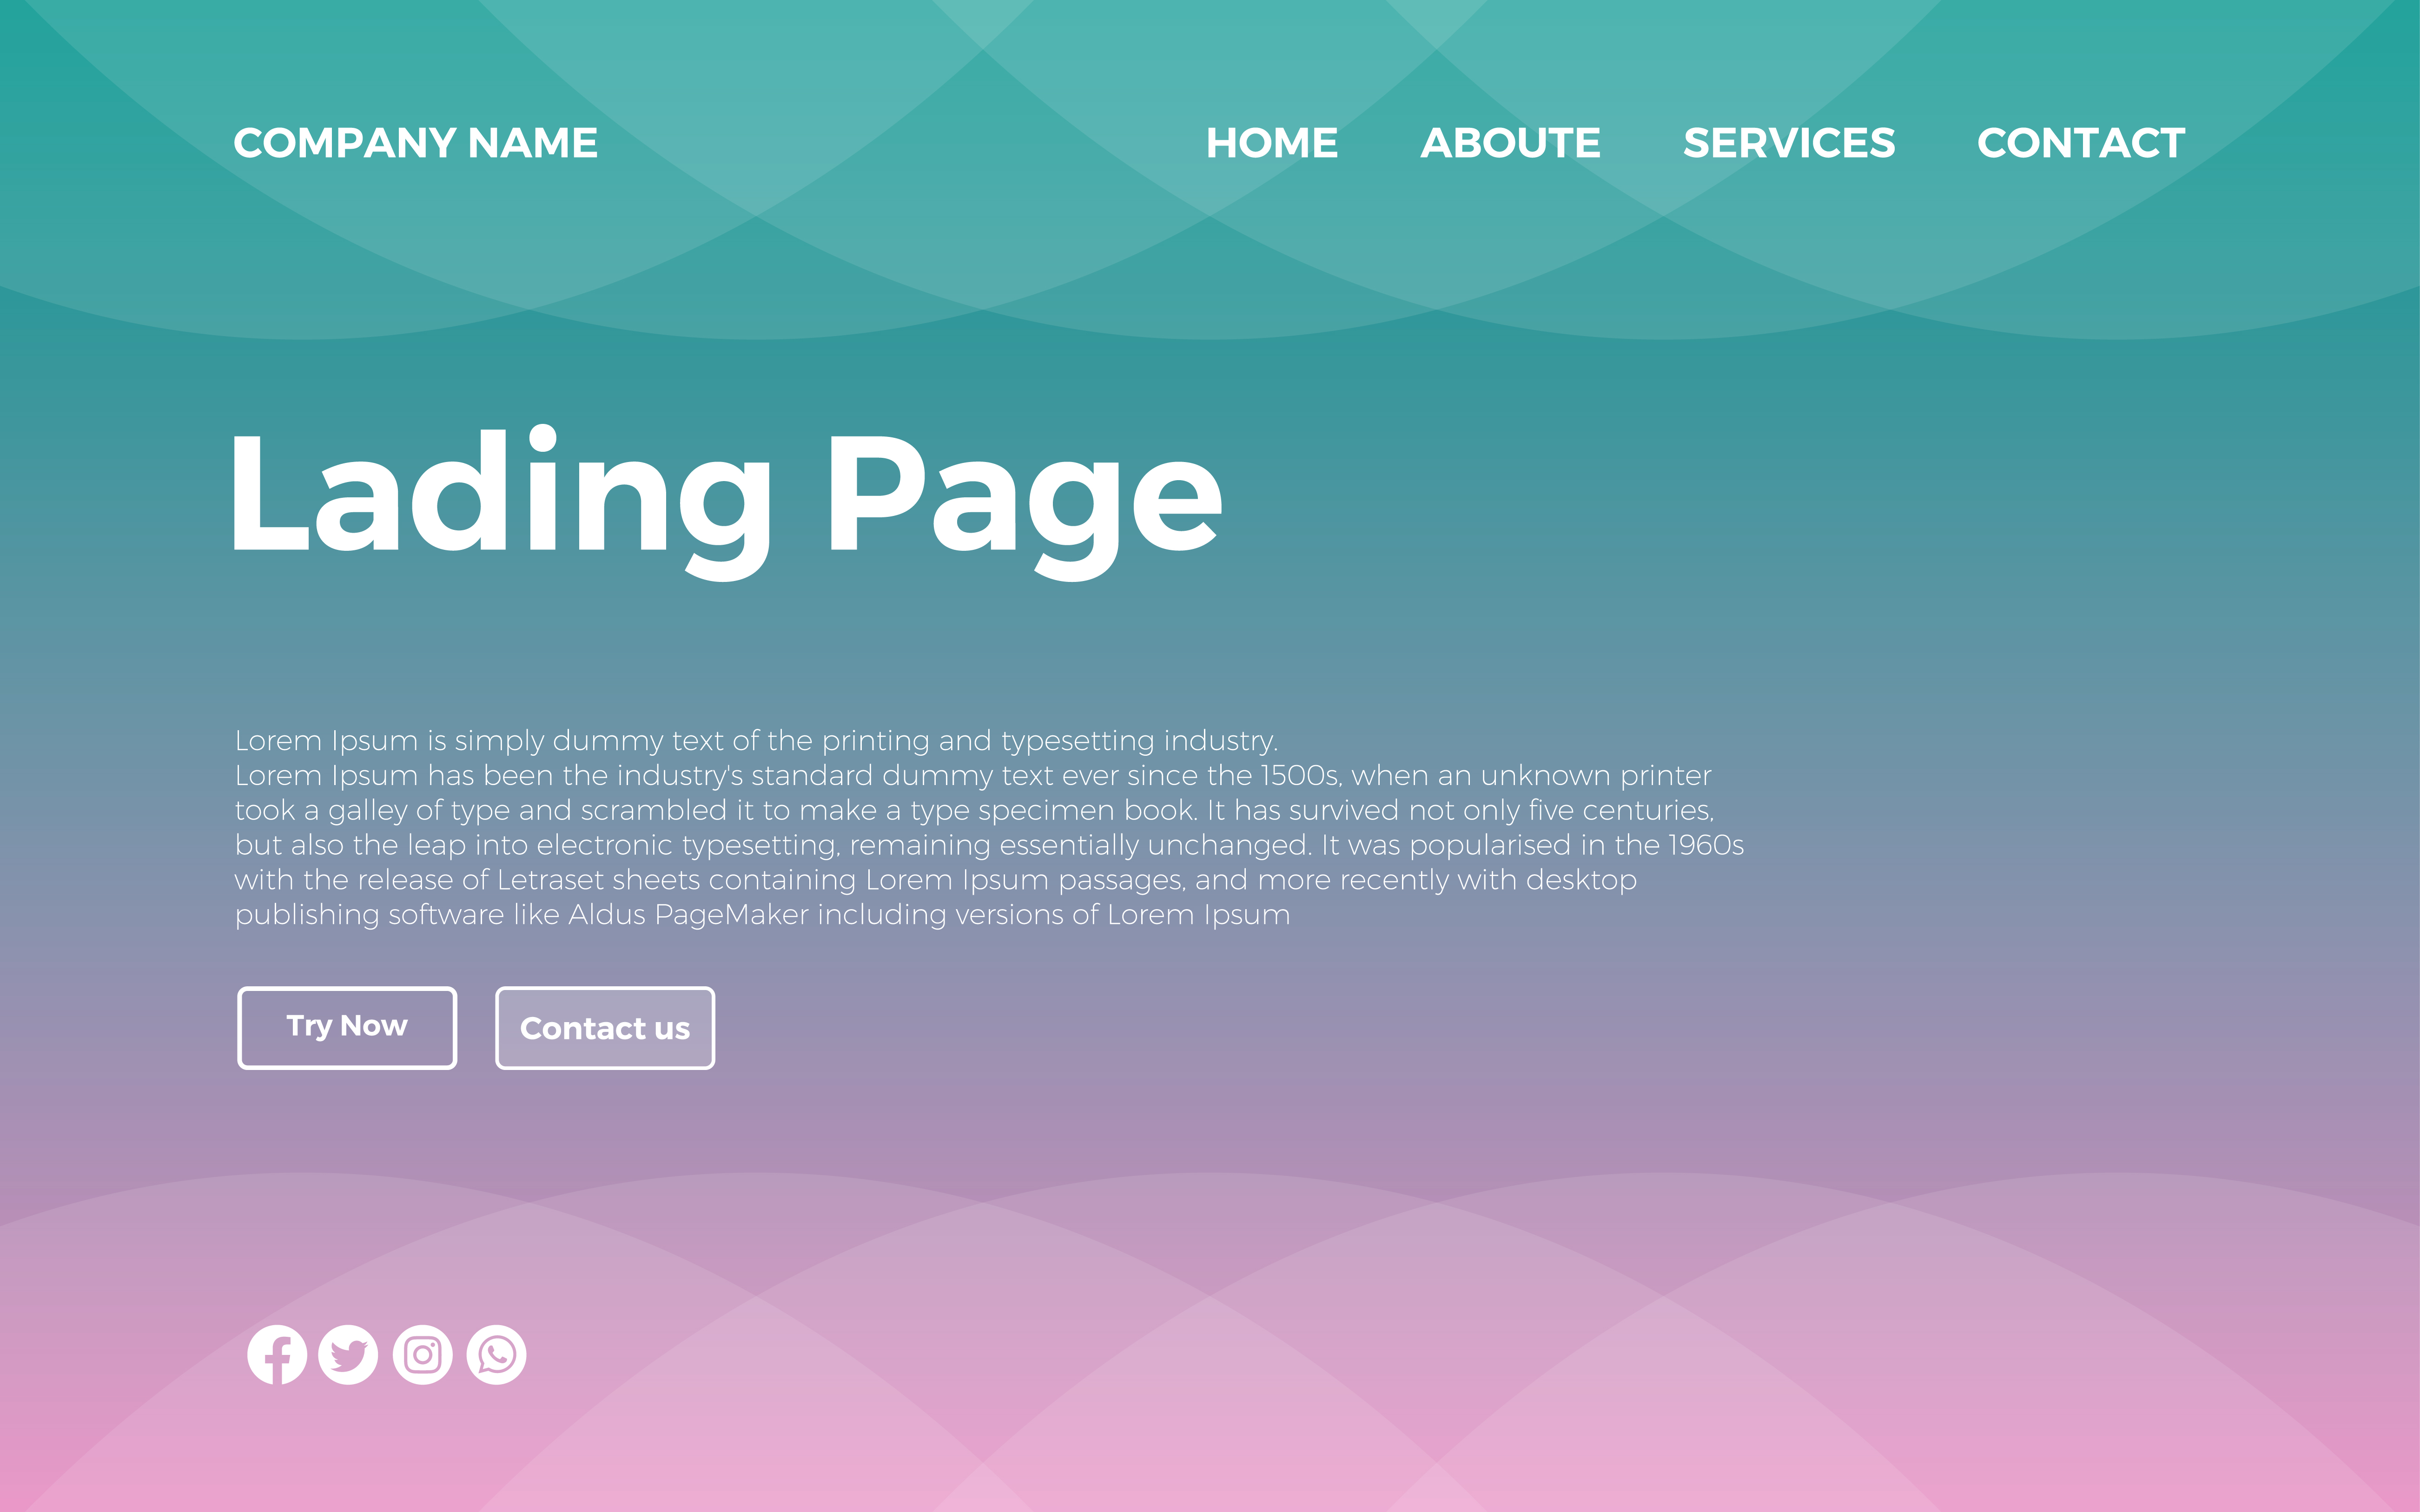 COMPANY NAME
HOME ABOUTE SERVICES CONTACT
Lading Page
Lorem Ipsum is simply dummy text of the printing and typesetting industry.
Lorem Ipsum has been the industry's standard dummy text ever since the 1500s, when an unknown printer
took a galley of type and scrambled it to make a type specimen book. It has survived not only five centuries,
but also the leap into electronic typesetting, remaining essentially unchanged. It was popularised in the 1960s
with the release of Letraset sheets containing Lorem Ipsum passages, and more recently with desktop
publishing software like Aldus PageMaker including versions of Lorem Ipsum
Try Now
Contact us